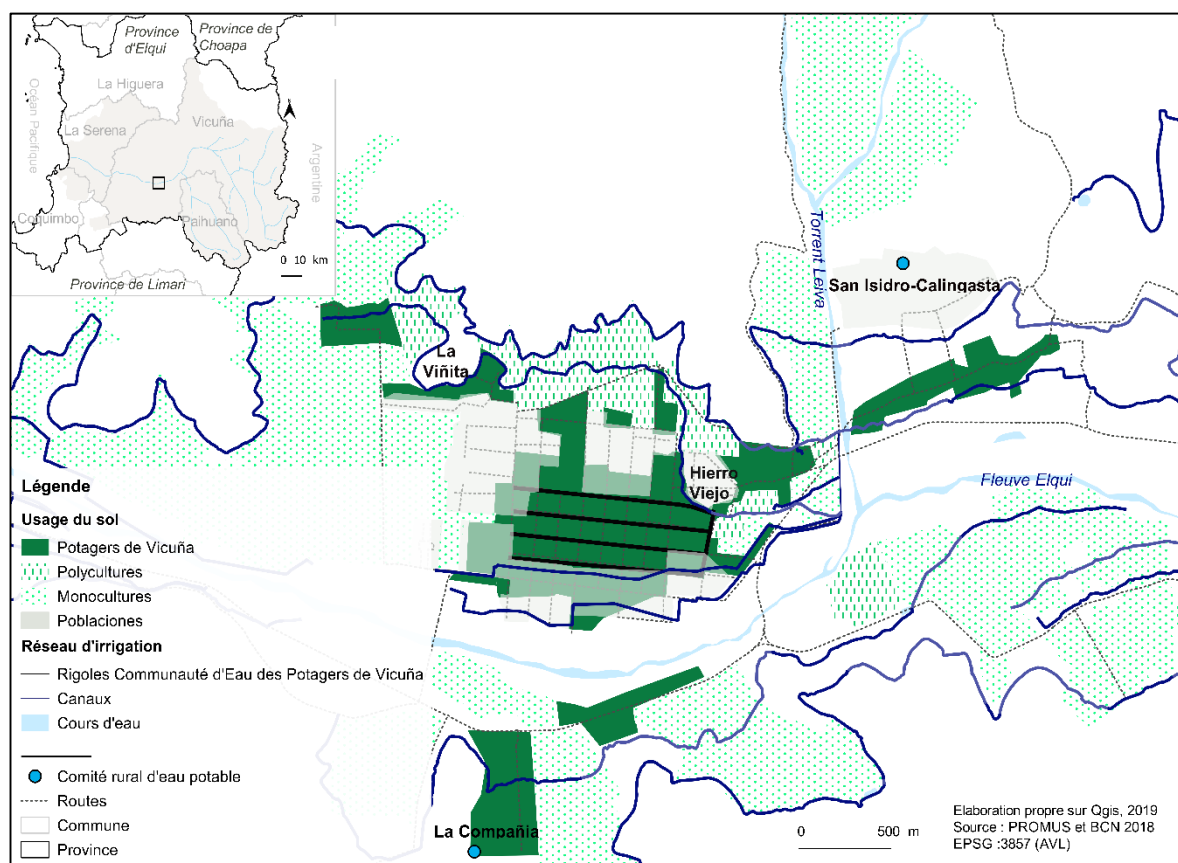 Province
d'Elqui
Province de
Choapa
La Higuera
Océan Pacifique
La Serena
Vicuña
Argentine
Coquimbo
Paihuano
0 10 km
Province de Limari
Torrent Leiva
San Isidro-Calingasta
La
Viñita
Hierro
Viejo
Fleuve Elqui
Légende
Usage du sol
Potagers de Vicuña
Polycultures
Monocultures
Poblaciones
Réseau d'irrigation
Rigoles Communauté d'Eau des Potagers de Vicuña
Canaux
Cours d'eau
Comité rural d'eau potable
Routes
Commune
Province
La Compañia
0 500 m
Elaboration propre sur Qgis, 2019
Source : PROMUS et BCN 2018
EPSG :3857 (AVL)